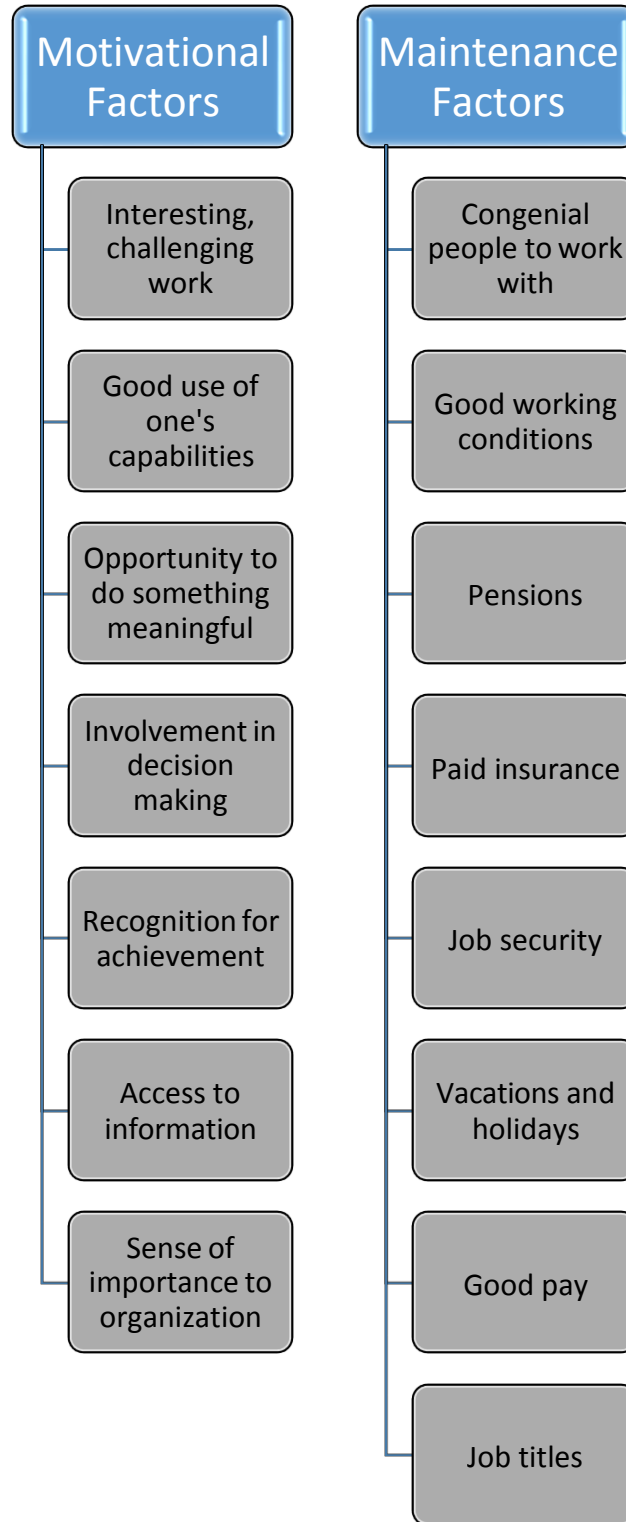 Motivational
Factors
Interesting,
challenging
work
Good use of
one's
capabilities
Opportunity to
do something
meaningful
Involvement in
decision
making
Recognition for
achievement
Access to
information
Sense of
importance to
organization
Maintenance
Factors
Congenial
people to work
with
Good working
conditions
Pensions
Paid insurance
Job security
Vacations and
holidays
Good pay
Job titles